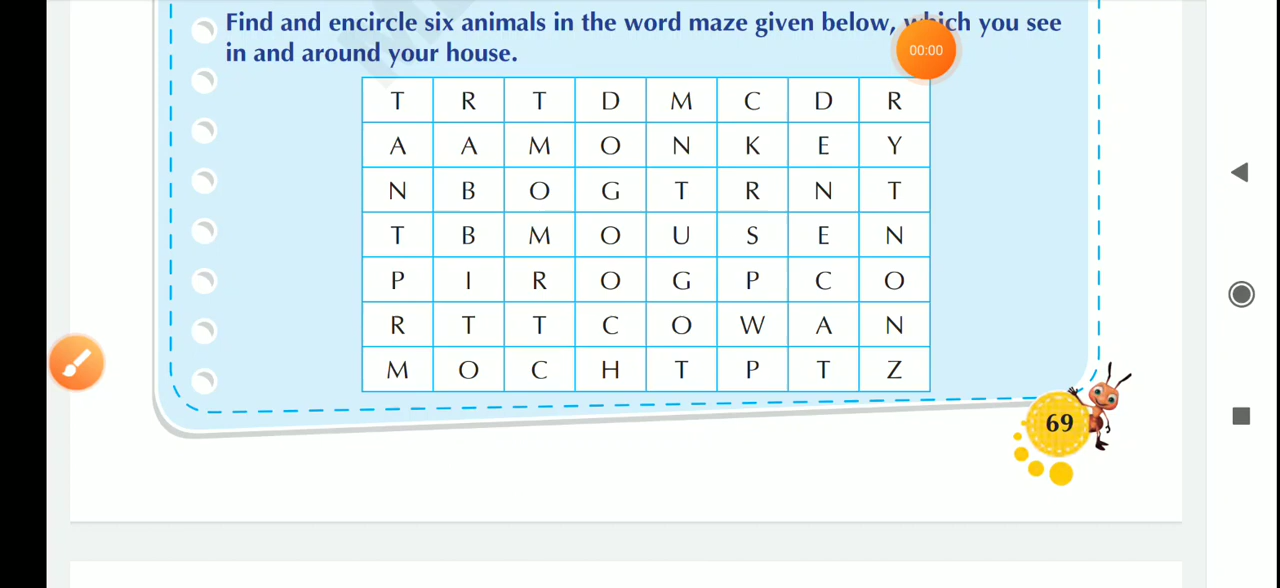 Find and encircle six animals in the word maze given below, which you see
in and around your house.
00:00
T R T D M C D R
A A M O N K E Y
N B O G T R N T
T B M O U S E N
P I R O G P C O
R T T C O W A N
M O C H T P T Z
69